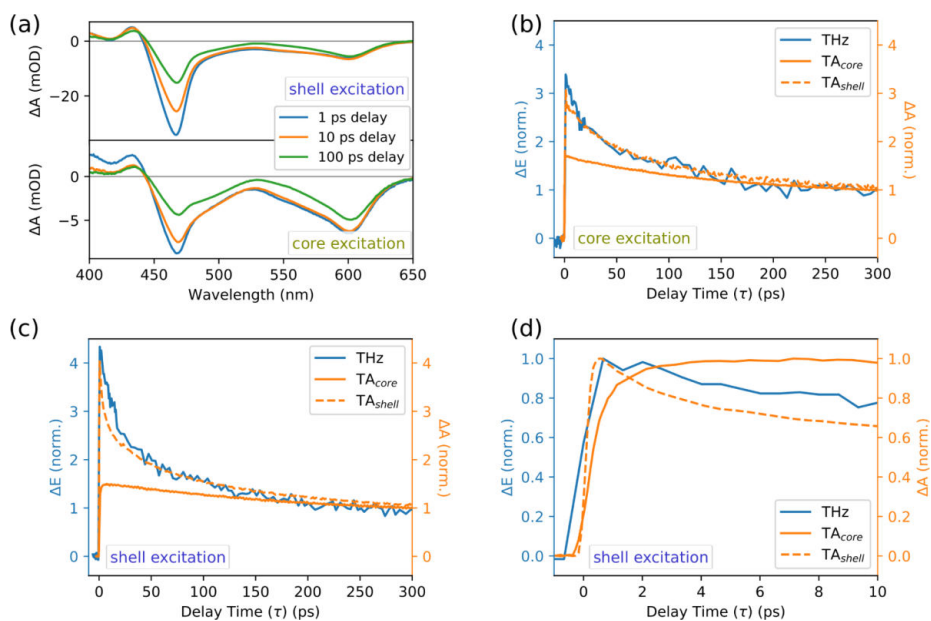 (a)
0
−20
ΔA (mOD)
shell excitation
1 ps delay
10 ps delay
100 ps delay
0
−5
ΔA (mOD)
core excitation
400 450 500 550 600 650
Wavelength (nm)
(b)
4
3
2
1
0
ΔE (norm.)
THz
TAcore
TAshell
core excitation
4
3
2
1
0
ΔA (norm.)
0 50 100 150 200 250 300
Delay Time (τ) (ps)
(c)
4
3
2
1
0
ΔE (norm.)
THz
TAcore
TAshell
shell excitation
4
3
2
1
0
ΔA (norm.)
0 50 100 150 200 250 300
Delay Time (τ) (ps)
(d)
1.0
0.8
0.6
0.4
0.2
0.0
ΔE (norm.)
THz
TAcore
TAshell
shell excitation
1.0
0.8
0.6
0.4
0.2
0.0
ΔA (norm.)
0 2 4 6 8 10
Delay Time (τ) (ps)